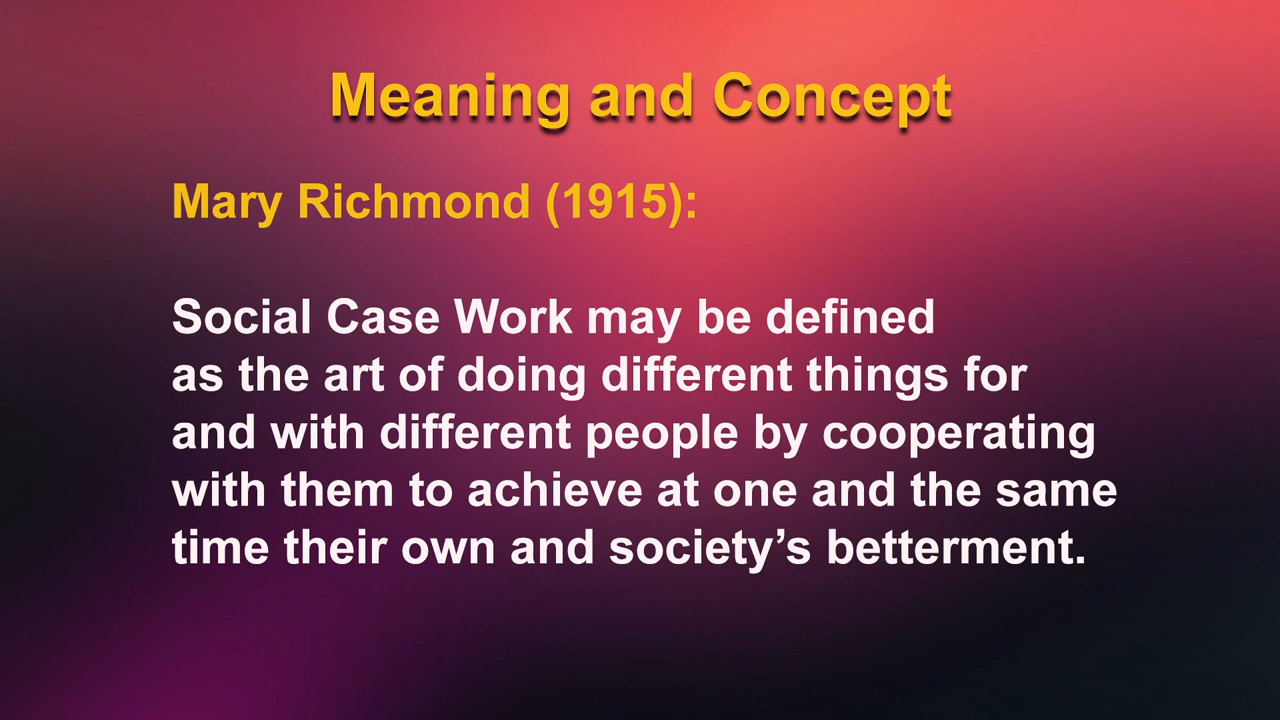 Meaning and Concept
Mary Richmond (1915):
Social Case Work may be defined
as the art of doing different things for
and with different people by cooperating
with them to achieve at one and the same
time their own and society’s betterment.